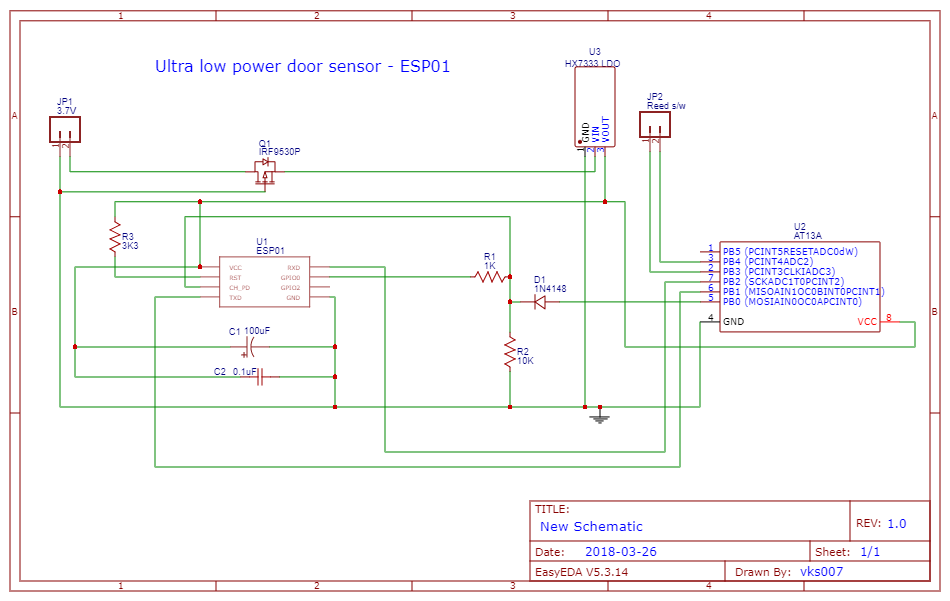 1 2 3 4
A A
B B
1 2 3 4
Ultra low power door sensor - ESP01
JP1
3.7V
1 2
Q1
IRF9530P
U3
HX7333 LDO
GND
VIN
VOUT
1 2 3
JP2
Reed s/w
1 2
R3
3K3
U1
ESP01
VCC RXD
RST GPIO0
CH_PD GPIO2
TXD GND
R1
1K
D1
1N4148
R2
10K
C1 100uF
C2 0.1uF
U2
AT13A
1 PB5 (PCINT5RESETADC0dW)
3 PB4 (PCINT4ADC2)
2 PB3 (PCINT3CLKIADC3)
7 PB2 (SCKADC1T0PCINT2)
6 PB1 (MISOAIN1OC0BINT0PCINT1)
5 PB0 (MOSIAIN0OC0APCINT0)
4 GND VCC 8
TITLE:
New Schematic
REV: 1.0
Date: 2018-03-26
Sheet: 1/1
EasyEDA V5.3.14
Drawn By: vks007